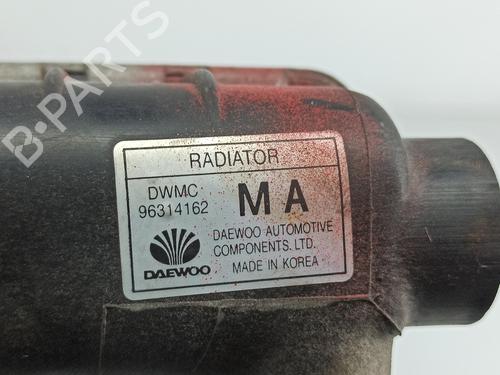 B-PARTS
RADIATOR
DWMC
96314162
MA
DAEWOO AUTOMOTIVE
COMPONENTS. LTD.
MADE IN KOREA
DAEWOO